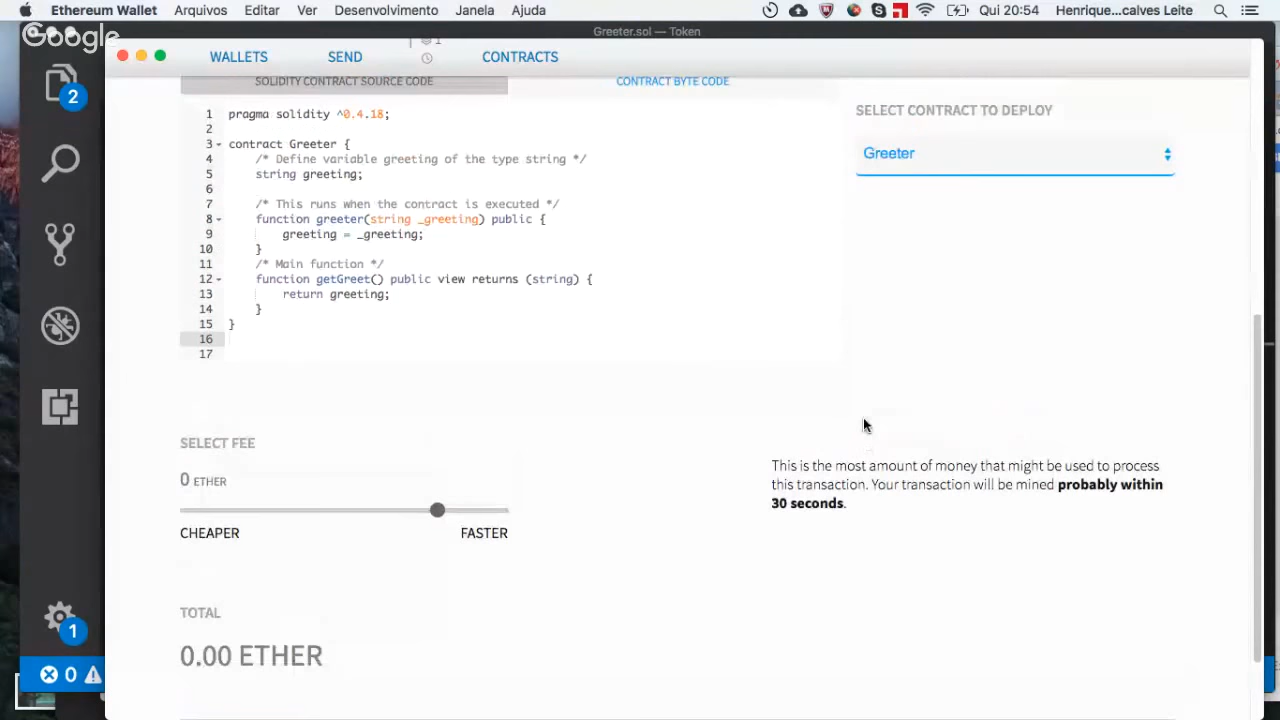 Ethereum Wallet Arquivos Editar Ver Desenvolvimento Janela Ajuda Qui 20:54 Henrique...calves Leite
Google
Greeter.sol — Token
WALLETS SEND 1 CONTRACTS
SOLIDITY CONTRACT SOURCE CODE CONTRACT BYTE CODE
SELECT CONTRACT TO DEPLOY
Greeter
1 pragma solidity ^0.4.18;
2
3 contract Greeter {
4 /* Define variable greeting of the type string */
5 string greeting;
6
7 /* This runs when the contract is executed */
8 function greeter(string _greeting) public {
9 greeting = _greeting;
10 }
11 /* Main function */
12 function getGreet() public view returns (string) {
13 return greeting;
14 }
15 }
16
17
SELECT FEE
0 ETHER
CHEAPER FASTER
This is the most amount of money that might be used to process
this transaction. Your transaction will be mined probably within
30 seconds.
TOTAL
0.00 ETHER
2
1
0